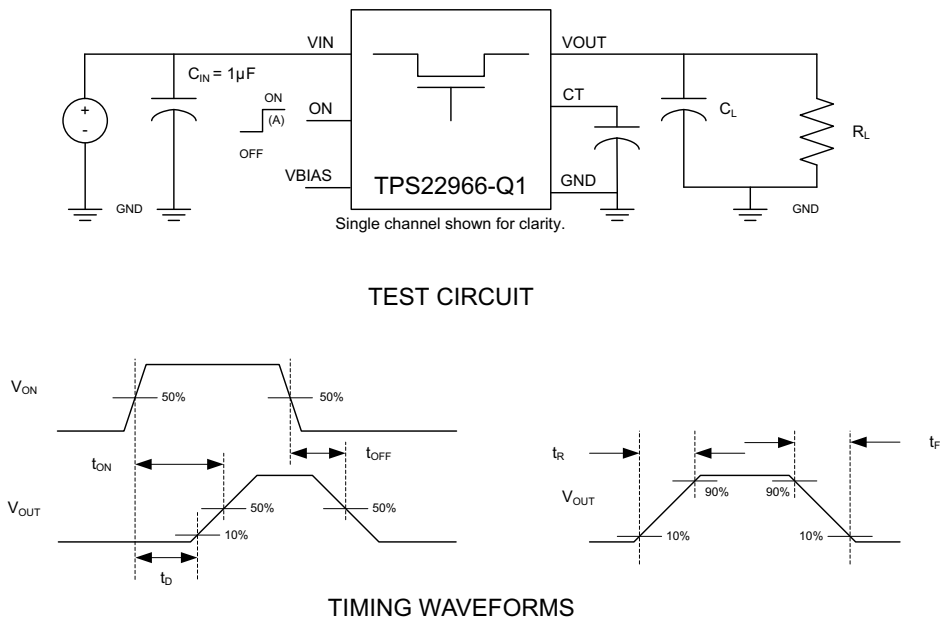 VIN
VOUT
C_IN = 1µF
ON
(A)
OFF
ON
CT
C_L
R_L
+
-
VBIAS
GND
TPS22966-Q1
GND
GND
Single channel shown for clarity.
TEST CIRCUIT
V_ON
50%
50%
t_ON
t_OFF
V_OUT
50%
50%
10%
t_D
t_R
t_F
V_OUT
90%
90%
10%
10%
TIMING WAVEFORMS